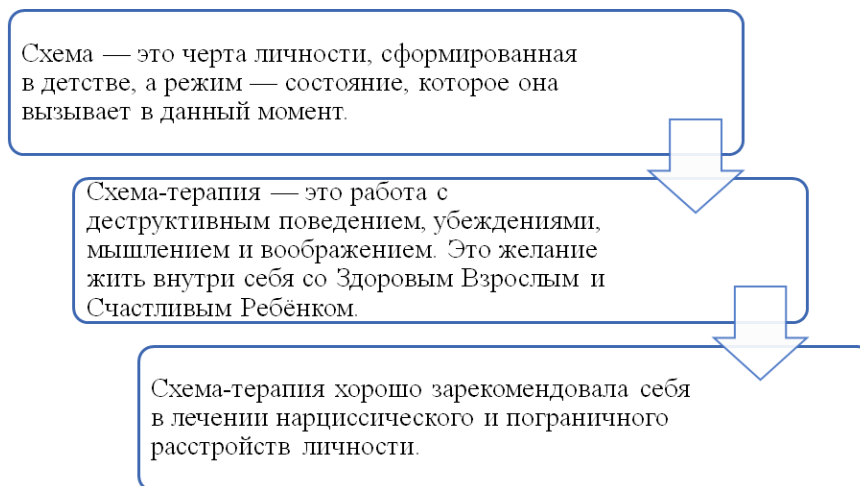 Схема — это черта личности, сформированная
в детстве, а режим — состояние, которое она
вызывает в данный момент.
Схема-терапия — это работа с
деструктивным поведением, убеждениями,
мышлением и воображением. Это желание
жить внутри себя со Здоровым Взрослым и
Счастливым Ребёнком.
Схема-терапия хорошо зарекомендовала себя
в лечении нарциссического и пограничного
расстройств личности.